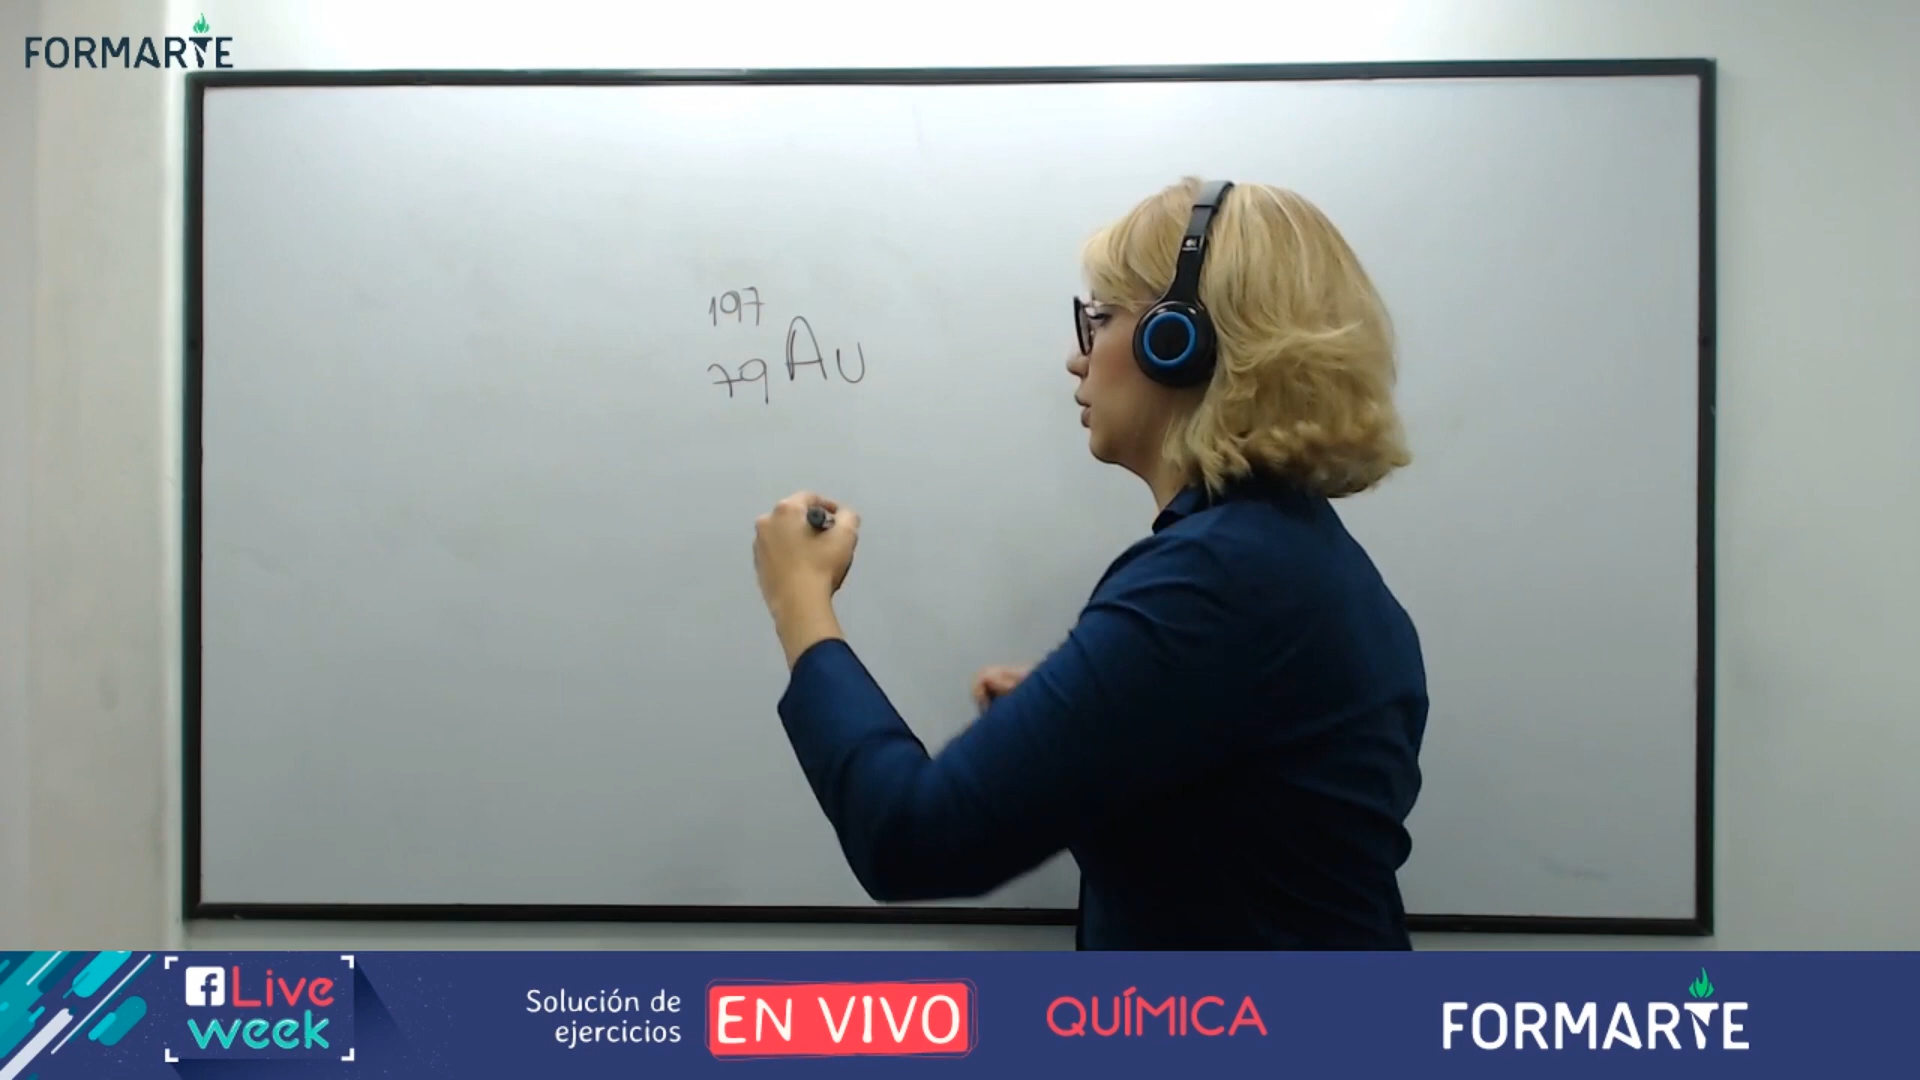 FORMARTE
197
79 Au
Live
week
Solución de
ejercicios
EN VIVO
QUÍMICA
FORMARTE